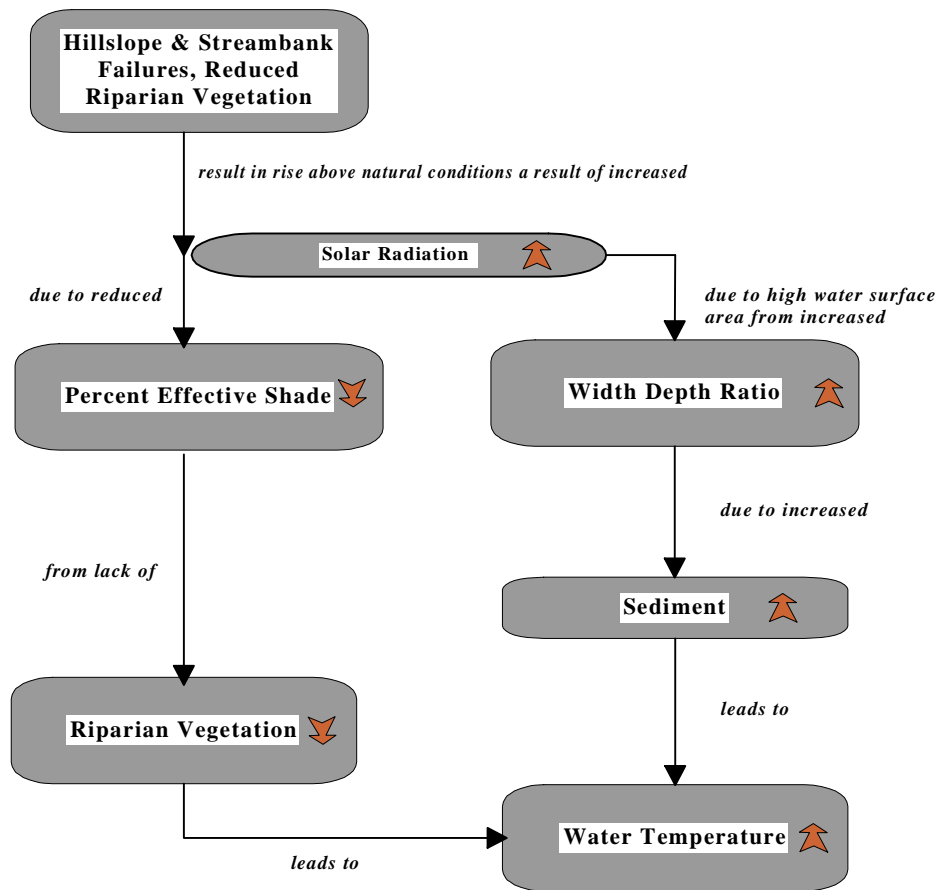 Hillslope & Streambank
Failures, Reduced
Riparian Vegetation
result in rise above natural conditions a result of increased
Solar Radiation
due to reduced
due to high water surface
area from increased
Percent Effective Shade
Width Depth Ratio
due to increased
from lack of
Sediment
Riparian Vegetation
leads to
Water Temperature
leads to